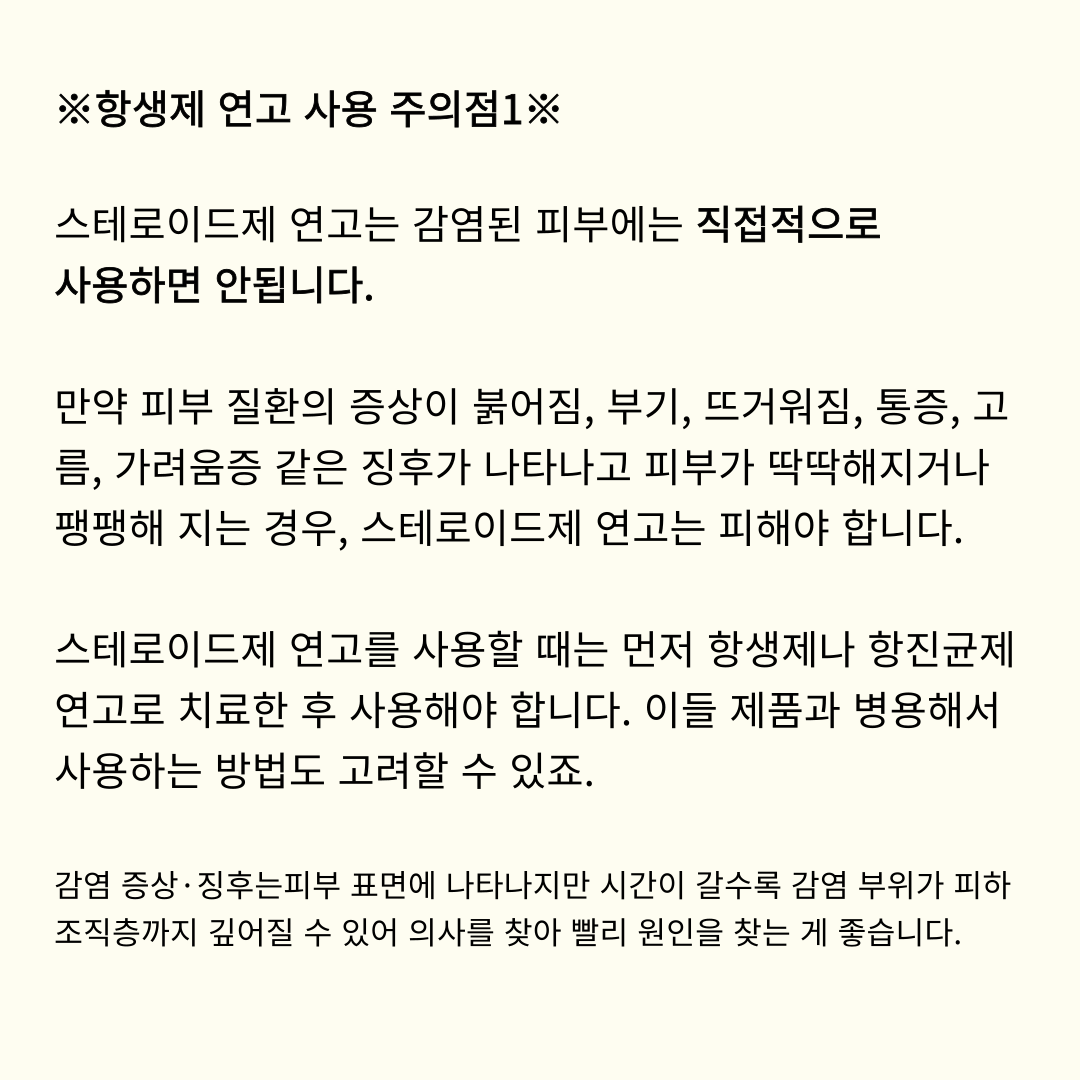 ※항생제 연고 사용 주의점1※
스테로이드제 연고는 감염된 피부에는 직접적으로
사용하면 안됩니다.
만약 피부 질환의 증상이 붉어짐, 부기, 뜨거워짐, 통증, 고
름, 가려움증 같은 징후가 나타나고 피부가 딱딱해지거나
팽팽해 지는 경우, 스테로이드제 연고는 피해야 합니다.
스테로이드제 연고를 사용할 때는 먼저 항생제나 항진균제
연고로 치료한 후 사용해야 합니다. 이들 제품과 병용해서
사용하는 방법도 고려할 수 있죠.
감염 증상·징후는피부 표면에 나타나지만 시간이 갈수록 감염 부위가 피하
조직층까지 깊어질 수 있어 의사를 찾아 빨리 원인을 찾는 게 좋습니다.